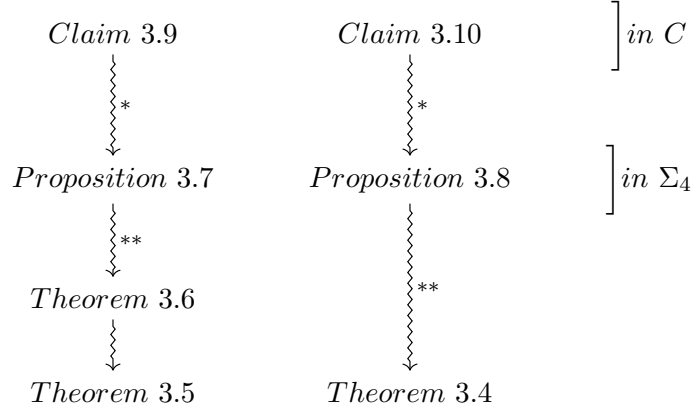 Claim 3.9 Claim 3.10 ] in C
* *
Proposition 3.7 Proposition 3.8 ] in Σ₄
** **
Theorem 3.6
Theorem 3.5 Theorem 3.4